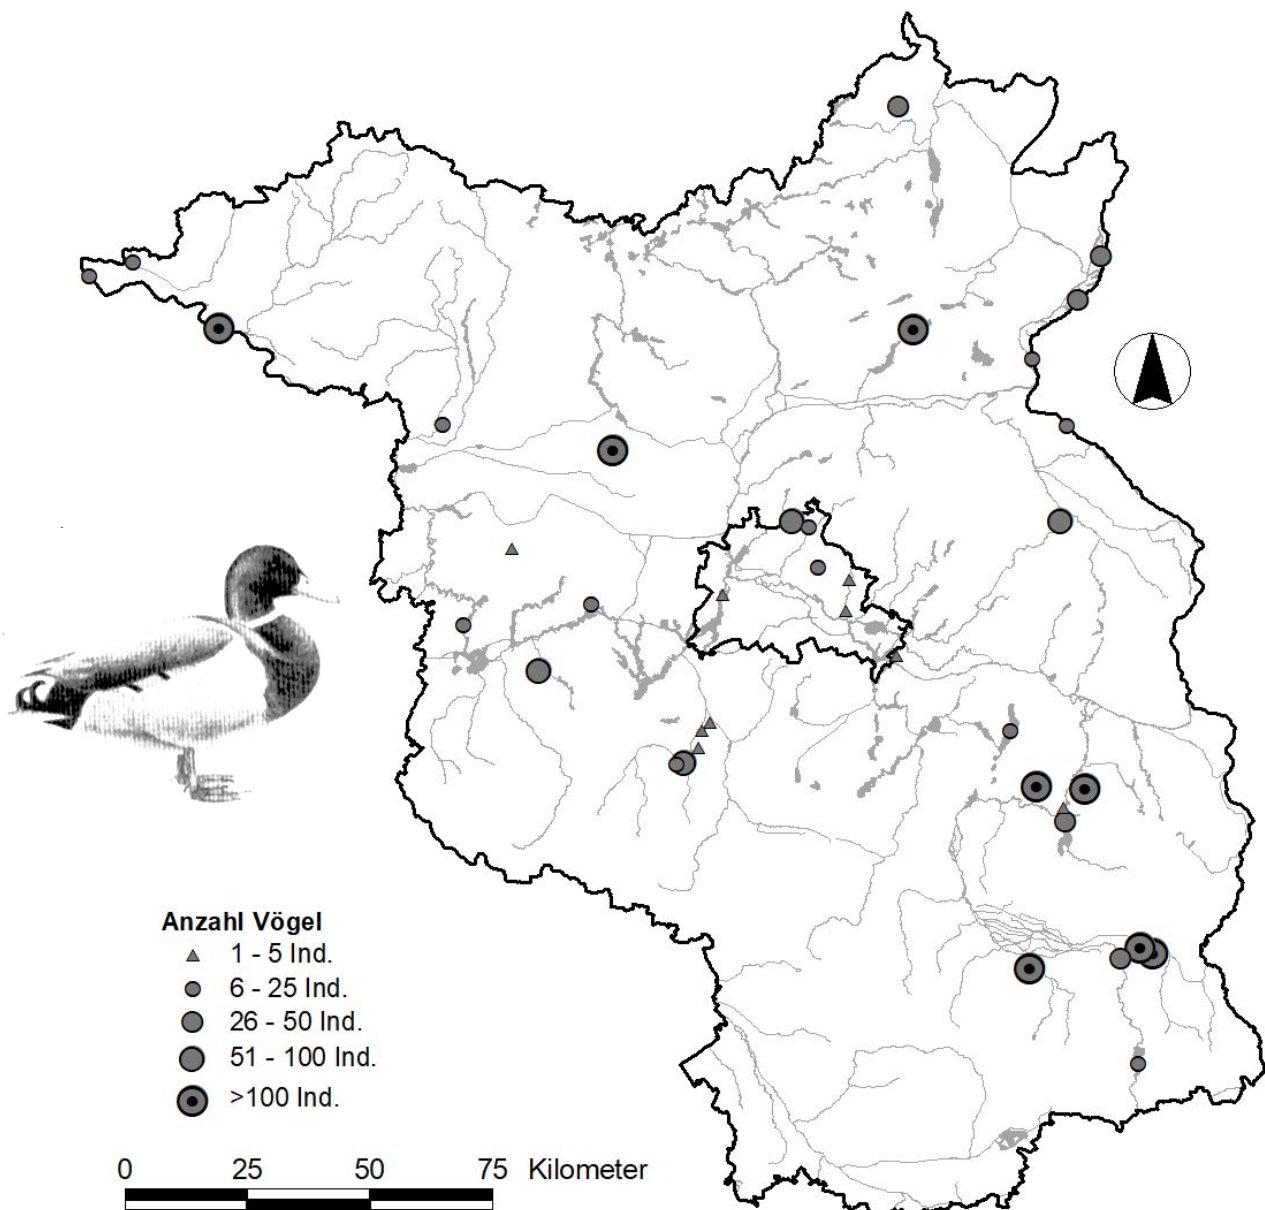 Anzahl Vögel
1 - 5 Ind.
6 - 25 Ind.
26 - 50 Ind.
51 - 100 Ind.
>100 Ind.
0 25 50 75 Kilometer